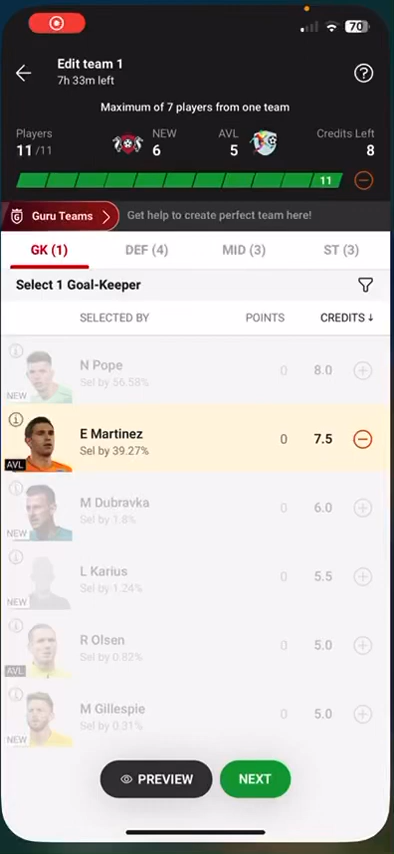 70
Edit team 1
7h 33m left
Maximum of 7 players from one team
Players
11/11
NEW
6
AVL
5
Credits Left
8
11
Guru Teams
Get help to create perfect team here!
GK (1)
DEF (4)
MID (3)
ST (3)
Select 1 Goal-Keeper
SELECTED BY
POINTS
CREDITS ↓
N Pope
Sel by 56.58%
0
8.0
NEW
E Martinez
Sel by 39.27%
0
7.5
AVL
M Dubravka
Sel by 1.8%
0
6.0
NEW
L Karius
Sel by 1.24%
0
5.5
NEW
R Olsen
Sel by 0.82%
0
5.0
AVL
M Gillespie
Sel by 0.31%
0
5.0
NEW
PREVIEW
NEXT